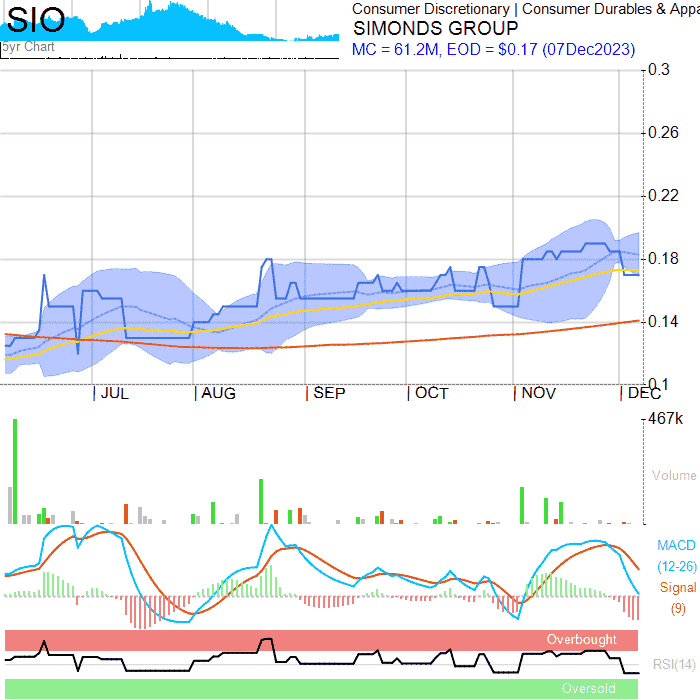 SIO
5yr Chart
Consumer Discretionary | Consumer Durables & Appa
SIMONDS GROUP
MC = 61.2M, EOD = $0.17 (07Dec2023)
0.3
0.26
0.22
0.18
0.14
0.1
JUL
AUG
SEP
OCT
NOV
DEC
467k
Volume
MACD
(12-26)
Signal
(9)
Overbought
RSI(14)
Oversold